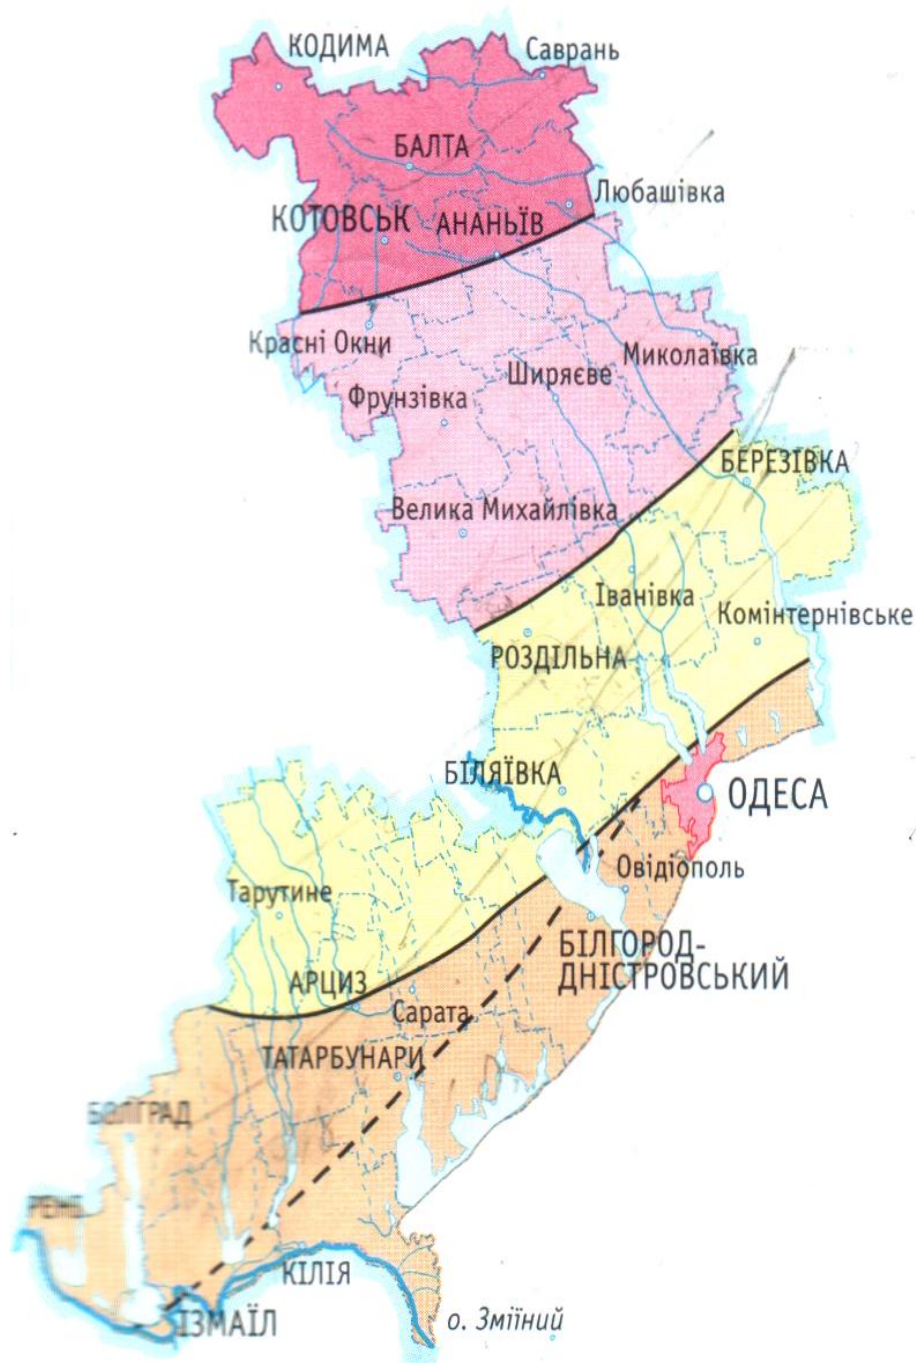 КОДИМА
Саврань
БАЛТА
Любашівка
КОТОВСЬК
АНАНЬЇВ
Красні Окни
Миколаївка
Ширяєве
Фрунзівка
БЕРЕЗІВКА
Велика Михайлівка
Іванівка
Комінтернівське
РОЗДІЛЬНА
БІЛЯЇВКА
ОДЕСА
Овідіополь
Тарутине
БІЛГОРОД-
ДНІСТРОВСЬКИЙ
АРЦИЗ
Сарата
ТАТАРБУНАРИ
БОЛГРАД
РЕНІ
КІЛІЯ
ІЗМАЇЛ
о. Зміїний